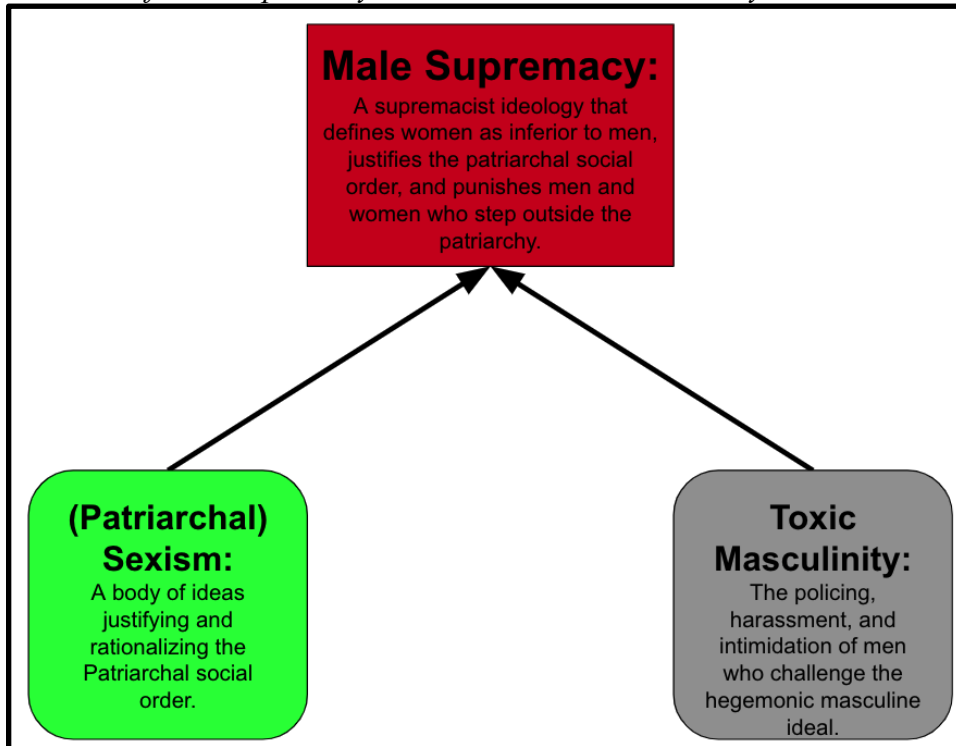 Male Supremacy:
A supremacist ideology that
defines women as inferior to men,
justifies the patriarchal social
order, and punishes men and
women who step outside the
patriarchy.
(Patriarchal)
Sexism:
A body of ideas
justifying and
rationalizing the
Patriarchal social
order.
Toxic
Masculinity:
The policing,
harassment, and
intimidation of men
who challenge the
hegemonic masculine
ideal.